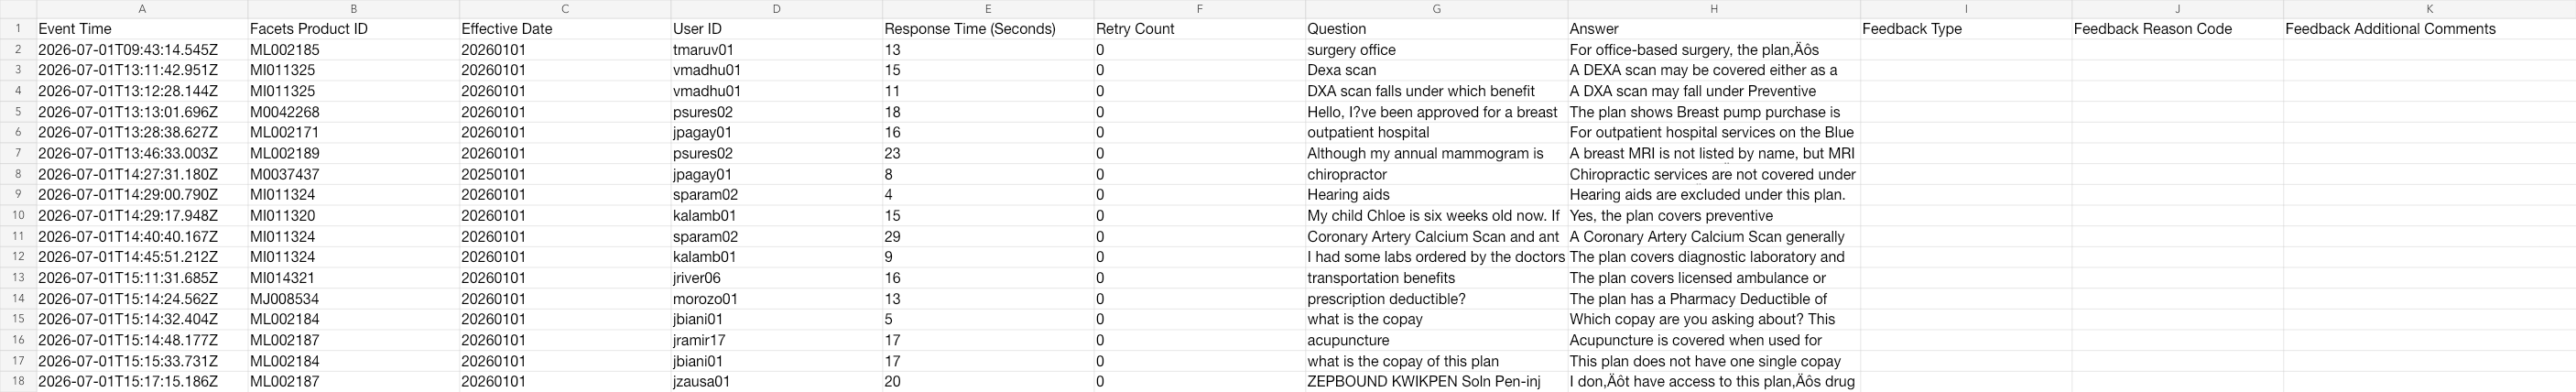 A B C D E F G H I J K
1 Event Time Facets Product ID Effective Date User ID Response Time (Seconds) Retry Count Question Answer Feedback Type Feedback Reason Code Feedback Additional Comments
2 2026-07-01T09:43:14.545Z ML002185 20260101 tmaruv01 13 0 surgery office For office-based surgery, the plan‚Äôs
3 2026-07-01T13:11:42.951Z MI011325 20260101 vmadhu01 15 0 Dexa scan A DEXA scan may be covered either as a
4 2026-07-01T13:12:28.144Z MI011325 20260101 vmadhu01 11 0 DXA scan falls under which benefit A DXA scan may fall under Preventive
5 2026-07-01T13:13:01.696Z M0042268 20260101 psures02 18 0 Hello, I?ve been approved for a breast The plan shows Breast pump purchase is
6 2026-07-01T13:28:38.627Z ML002171 20260101 jpagay01 16 0 outpatient hospital For outpatient hospital services on the Blue
7 2026-07-01T13:46:33.003Z ML002189 20260101 psures02 23 0 Although my annual mammogram is A breast MRI is not listed by name, but MRI
8 2026-07-01T14:27:31.180Z M0037437 20250101 jpagay01 8 0 chiropractor Chiropractic services are not covered under
9 2026-07-01T14:29:00.790Z MI011324 20260101 sparam02 4 0 Hearing aids Hearing aids are excluded under this plan.
10 2026-07-01T14:29:17.948Z MI011320 20260101 kalamb01 15 0 My child Chloe is six weeks old now. If Yes, the plan covers preventive
11 2026-07-01T14:40:40.167Z MI011324 20260101 sparam02 29 0 Coronary Artery Calcium Scan and ant A Coronary Artery Calcium Scan generally
12 2026-07-01T14:45:51.212Z MI011324 20260101 kalamb01 9 0 I had some labs ordered by the doctors The plan covers diagnostic laboratory and
13 2026-07-01T15:11:31.685Z MI014321 20260101 jriver06 16 0 transportation benefits The plan covers licensed ambulance or
14 2026-07-01T15:14:24.562Z MJ008534 20260101 morozo01 13 0 prescription deductible? The plan has a Pharmacy Deductible of
15 2026-07-01T15:14:32.404Z ML002184 20260101 jbiani01 5 0 what is the copay Which copay are you asking about? This
16 2026-07-01T15:14:48.177Z ML002187 20260101 jramir17 17 0 acupuncture Acupuncture is covered when used for
17 2026-07-01T15:15:33.731Z ML002184 20260101 jbiani01 17 0 what is the copay of this plan This plan does not have one single copay
18 2026-07-01T15:17:15.186Z ML002187 20260101 jzausa01 20 0 ZEPBOUND KWIKPEN Soln Pen-inj I don‚Äôt have access to this plan‚Äôs drug